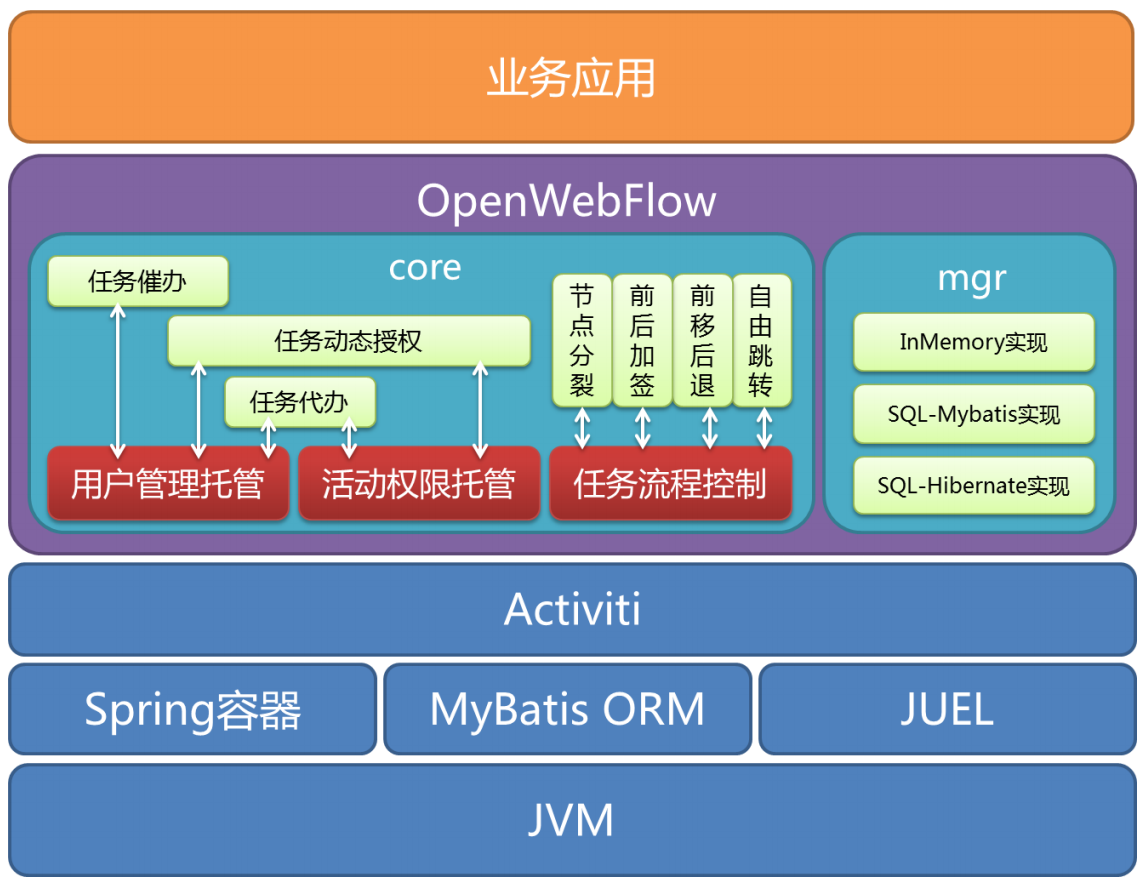 业务应用
OpenWebFlow
core
任务催办
任务动态授权
任务代办
节点分裂
前后加签
前移后退
自由跳转
用户管理托管
活动权限托管
任务流程控制
mgr
InMemory实现
SQL-Mybatis实现
SQL-Hibernate实现
Activiti
Spring容器
MyBatis ORM
JUEL
JVM